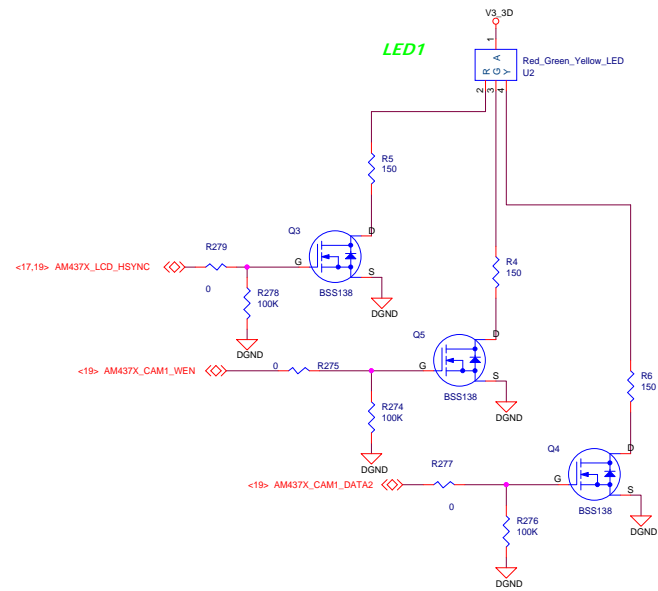 V3_3D
LED1
1
R G Y A
Red_Green_Yellow_LED
U2
2 3 4
R5
150
Q3
D
R279
<17,19> AM437X_LCD_HSYNC
G
S
0
R278
100K
BSS138
DGND
R4
150
DGND
Q5
D
<19> AM437X_CAM1_WEN
0
R275
G
S
BSS138
R274
100K
DGND
R6
150
DGND
Q4
D
R277
<19> AM437X_CAM1_DATA2
G
S
0
BSS138
R276
100K
DGND
DGND